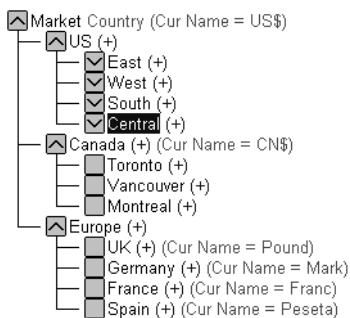 Market Country (Cur Name = US$)
US (+)
East (+)
West (+)
South (+)
Central (+)
Canada (+) (Cur Name = CN$)
Toronto (+)
Vancouver (+)
Montreal (+)
Europe (+)
UK (+) (Cur Name = Pound)
Germany (+) (Cur Name = Mark)
France (+) (Cur Name = Franc)
Spain (+) (Cur Name = Peseta)